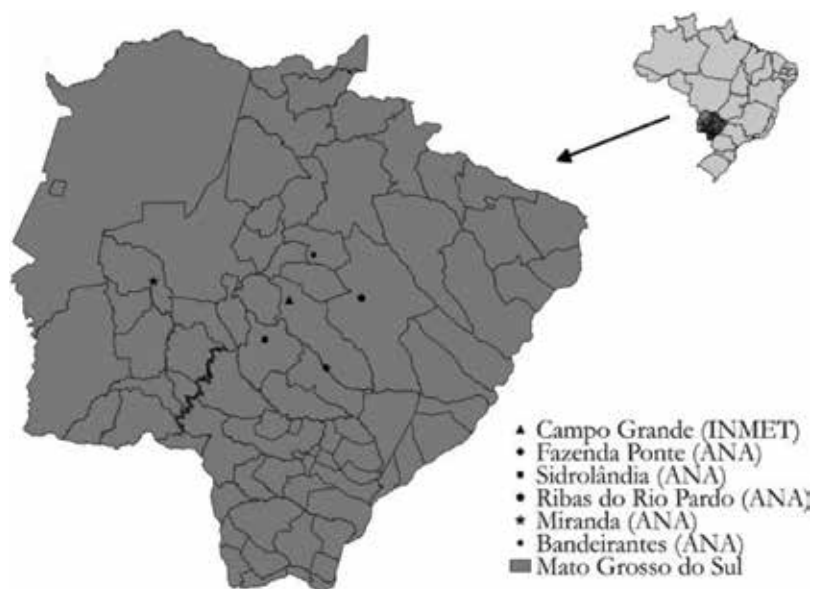 Campo Grande (INMET)
Fazenda Ponte (ANA)
Sidrolândia (ANA)
Ribas do Rio Pardo (ANA)
Miranda (ANA)
Bandeirantes (ANA)
Mato Grosso do Sul